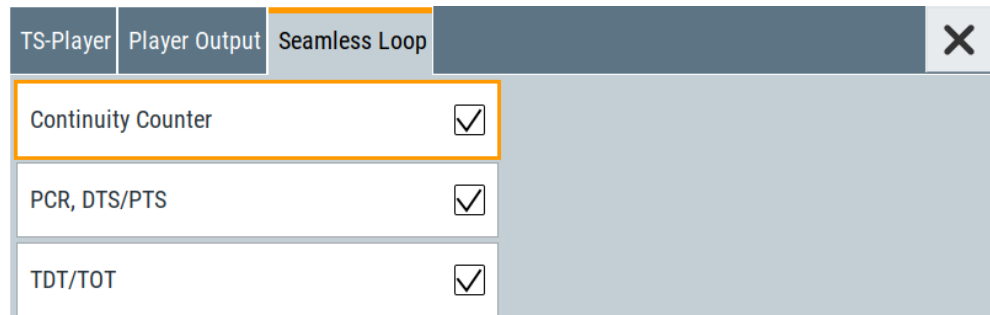 TS-Player Player Output Seamless Loop
Continuity Counter
PCR, DTS/PTS
TDT/TOT